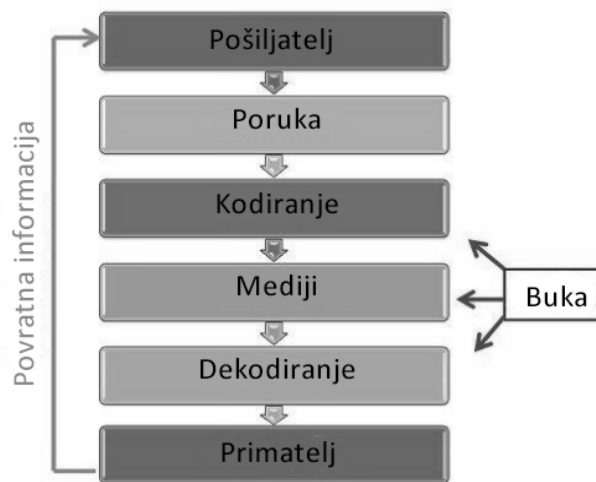 Pošiljatelj
Poruka
Kodiranje
Mediji
Dekodiranje
Primatelj
Buka
Povratna informacija